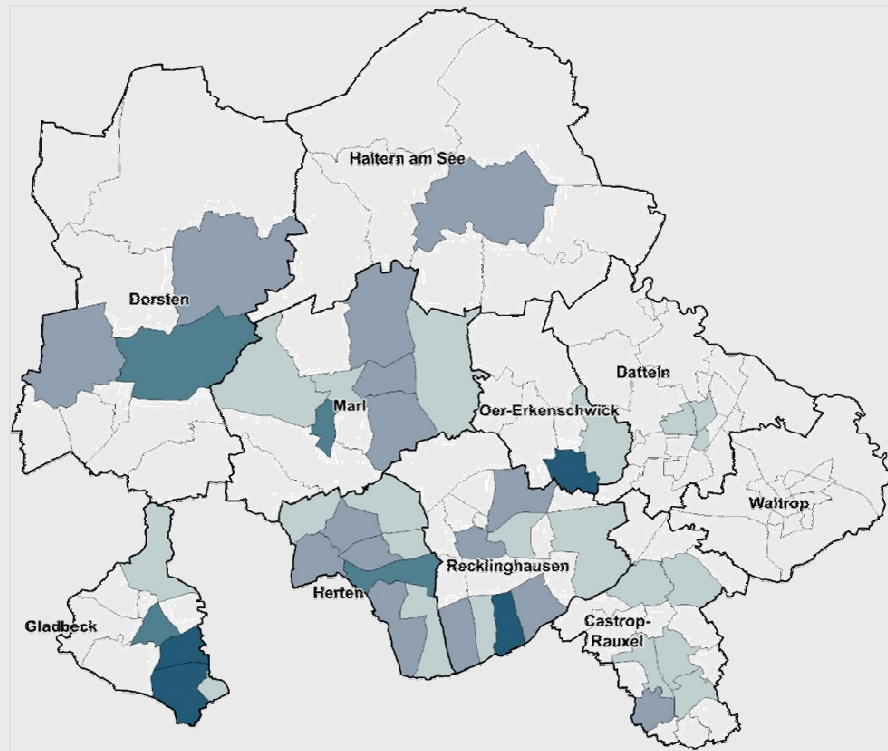 Haltern am See
Dorsten
Datteln
Marl
Oer-Erkenschwick
Waltrop
Recklinghausen
Herten
Gladbeck
Castrop-
Rauxel